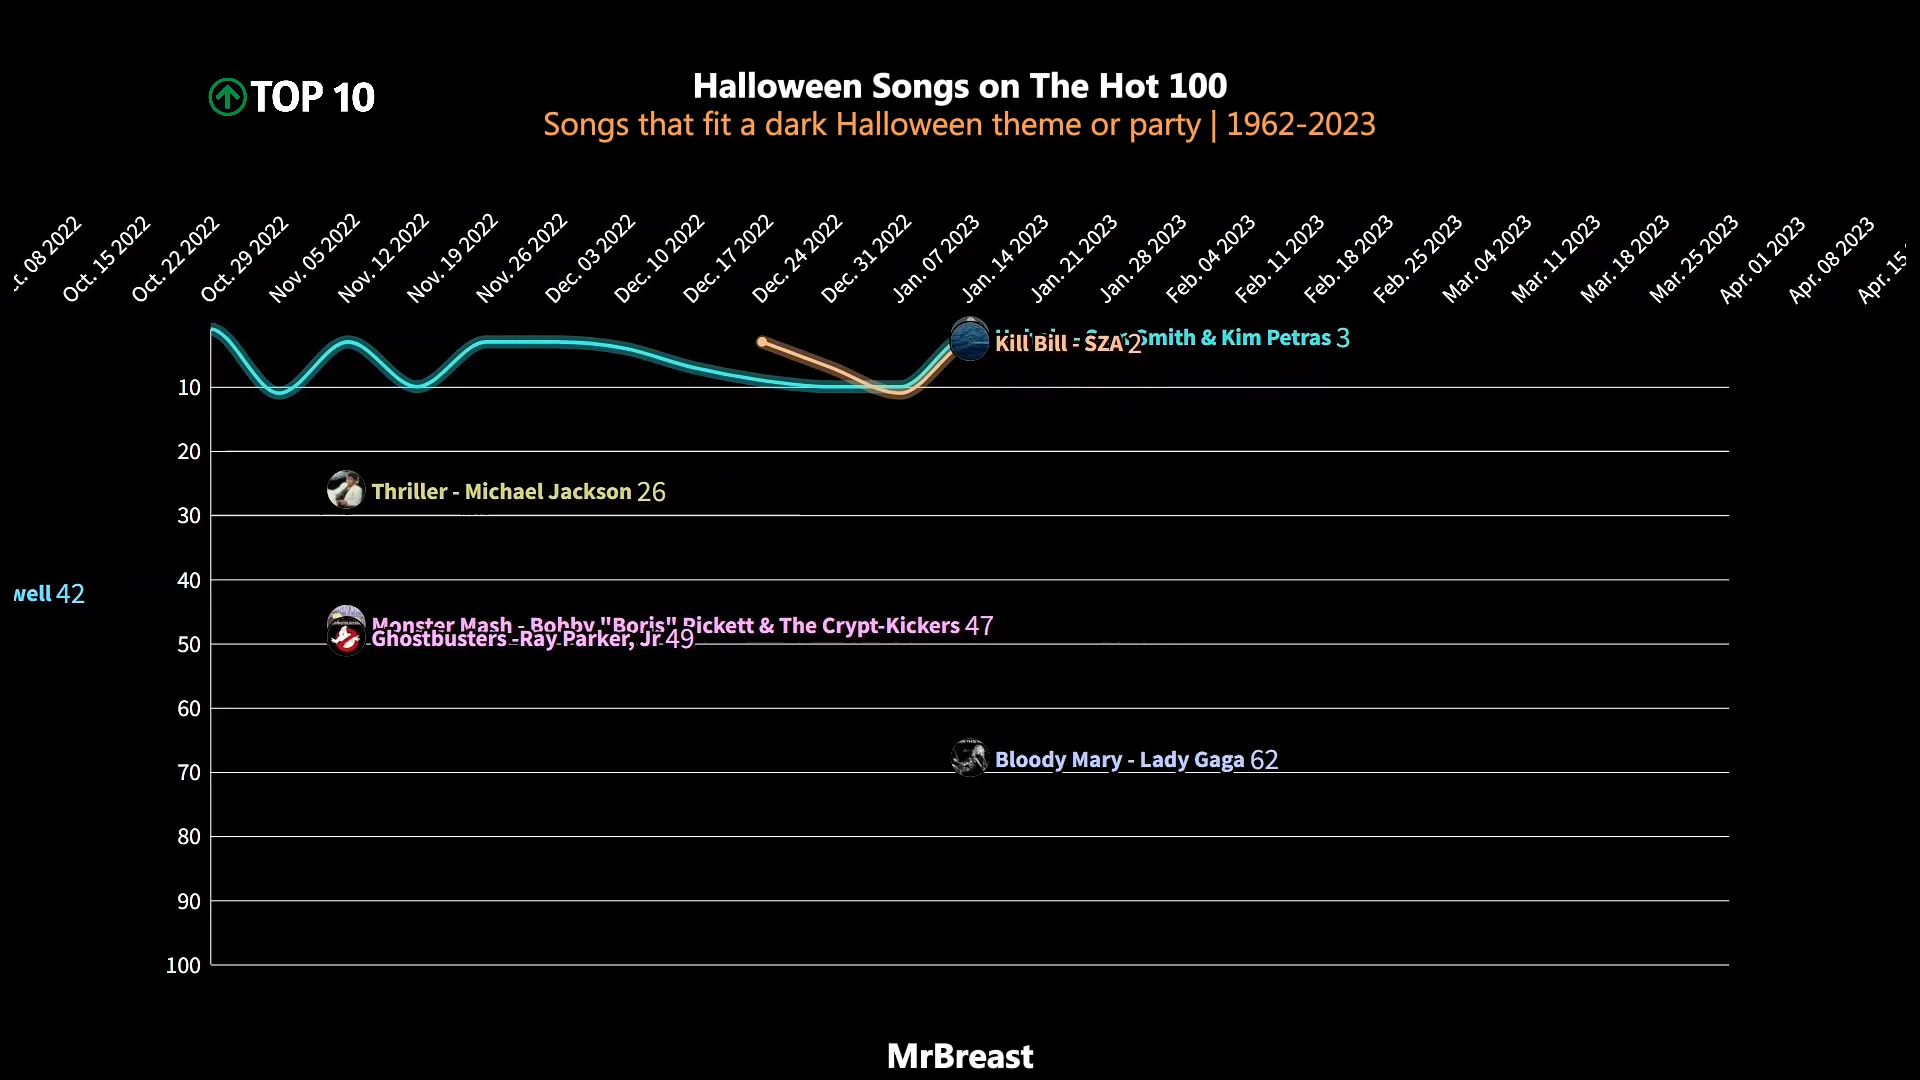 TOP 10
Halloween Songs on The Hot 100
Songs that fit a dark Halloween theme or party | 1962-2023
08 2022
Oct. 15 2022
Oct. 22 2022
Oct. 29 2022
Nov. 05 2022
Nov. 12 2022
Nov. 19 2022
Nov. 26 2022
Dec. 03 2022
Dec. 10 2022
Dec. 17 2022
Dec. 24 2022
Dec. 31 2022
Jan. 07 2023
Jan. 14 2023
Jan. 21 2023
Jan. 28 2023
Feb. 04 2023
Feb. 11 2023
Feb. 18 2023
Feb. 25 2023
Mar. 04 2023
Mar. 11 2023
Mar. 18 2023
Mar. 25 2023
Apr. 01 2023
Apr. 08 2023
Apr. 15
Smith & Kim Petras 3
Kill Bill - SZA 2
10
20
Thriller - Michael Jackson 26
30
40
well 42
Monster Mash - Bobby "Boris" Pickett & The Crypt-Kickers 47
Ghostbusters -Ray Parker, Jr. 49
50
60
Bloody Mary - Lady Gaga 62
70
80
90
100
MrBreast